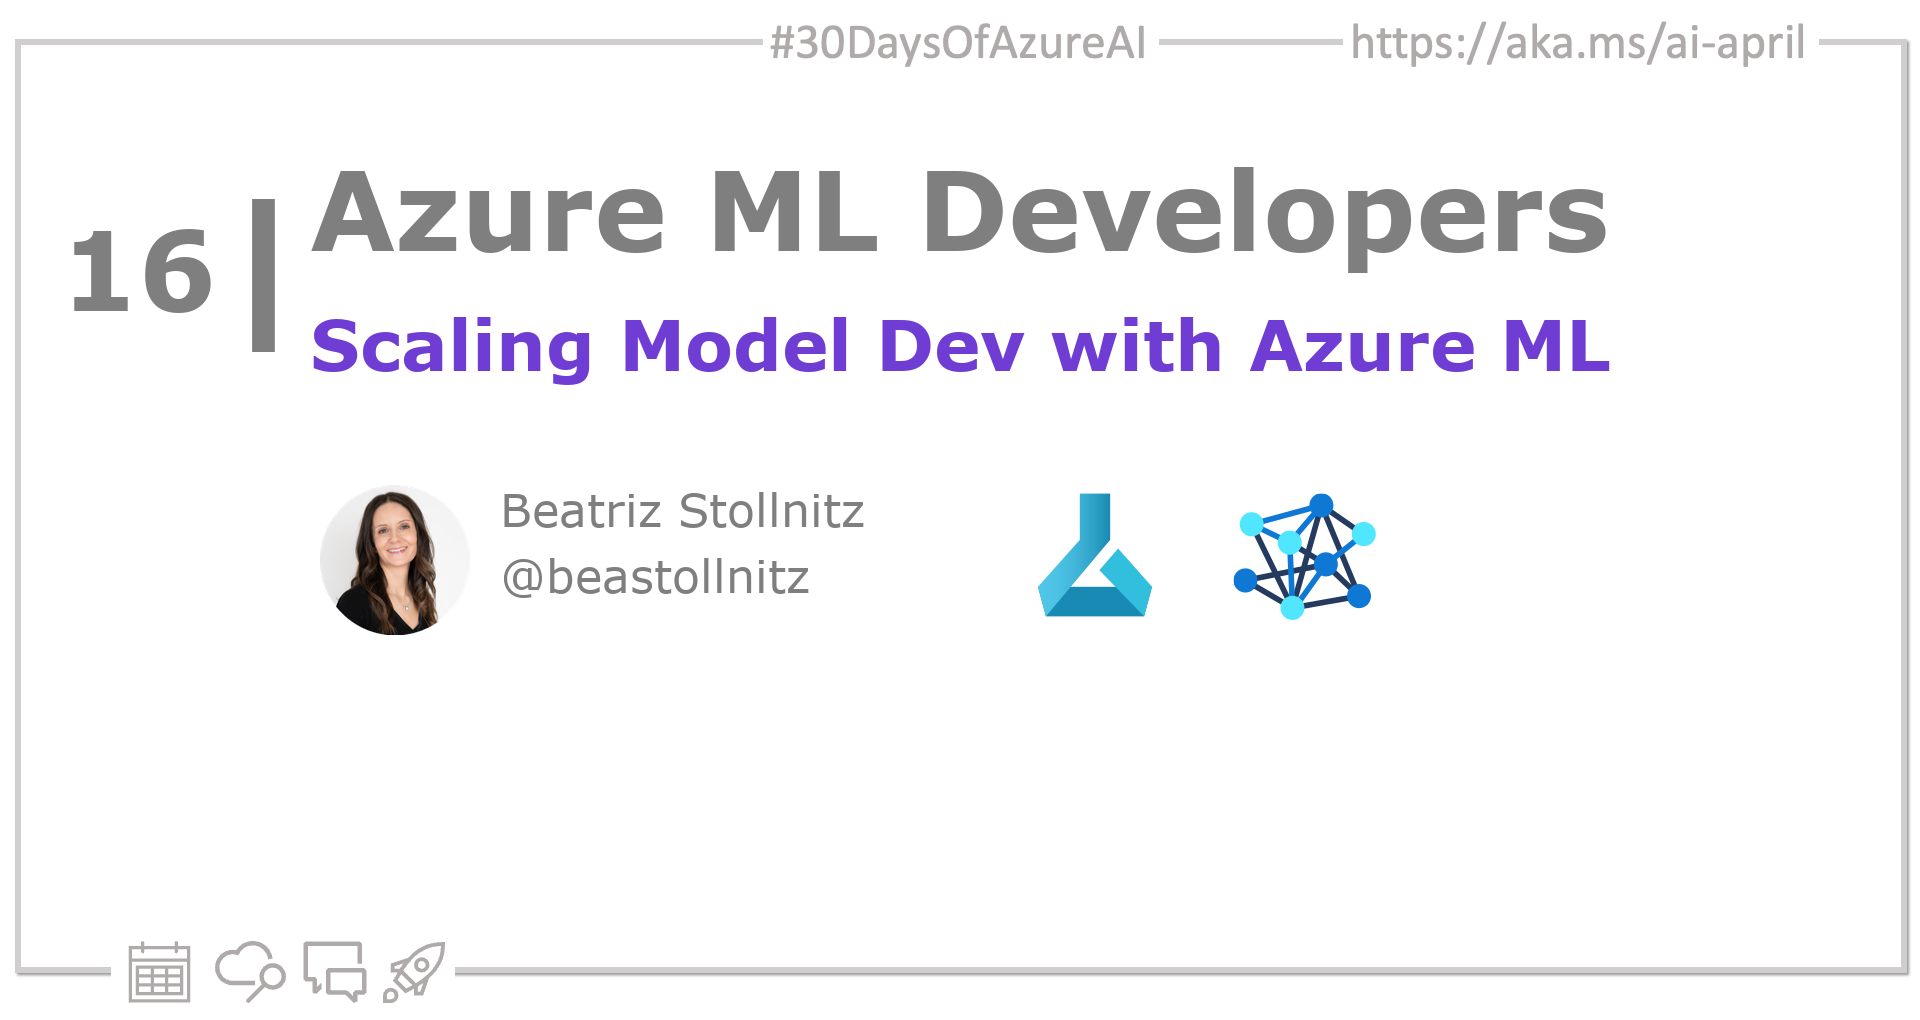 #30DaysOfAzureAI
https://aka.ms/ai-april
16
Azure ML Developers
Scaling Model Dev with Azure ML
Beatriz Stollnitz
@beastollnitz